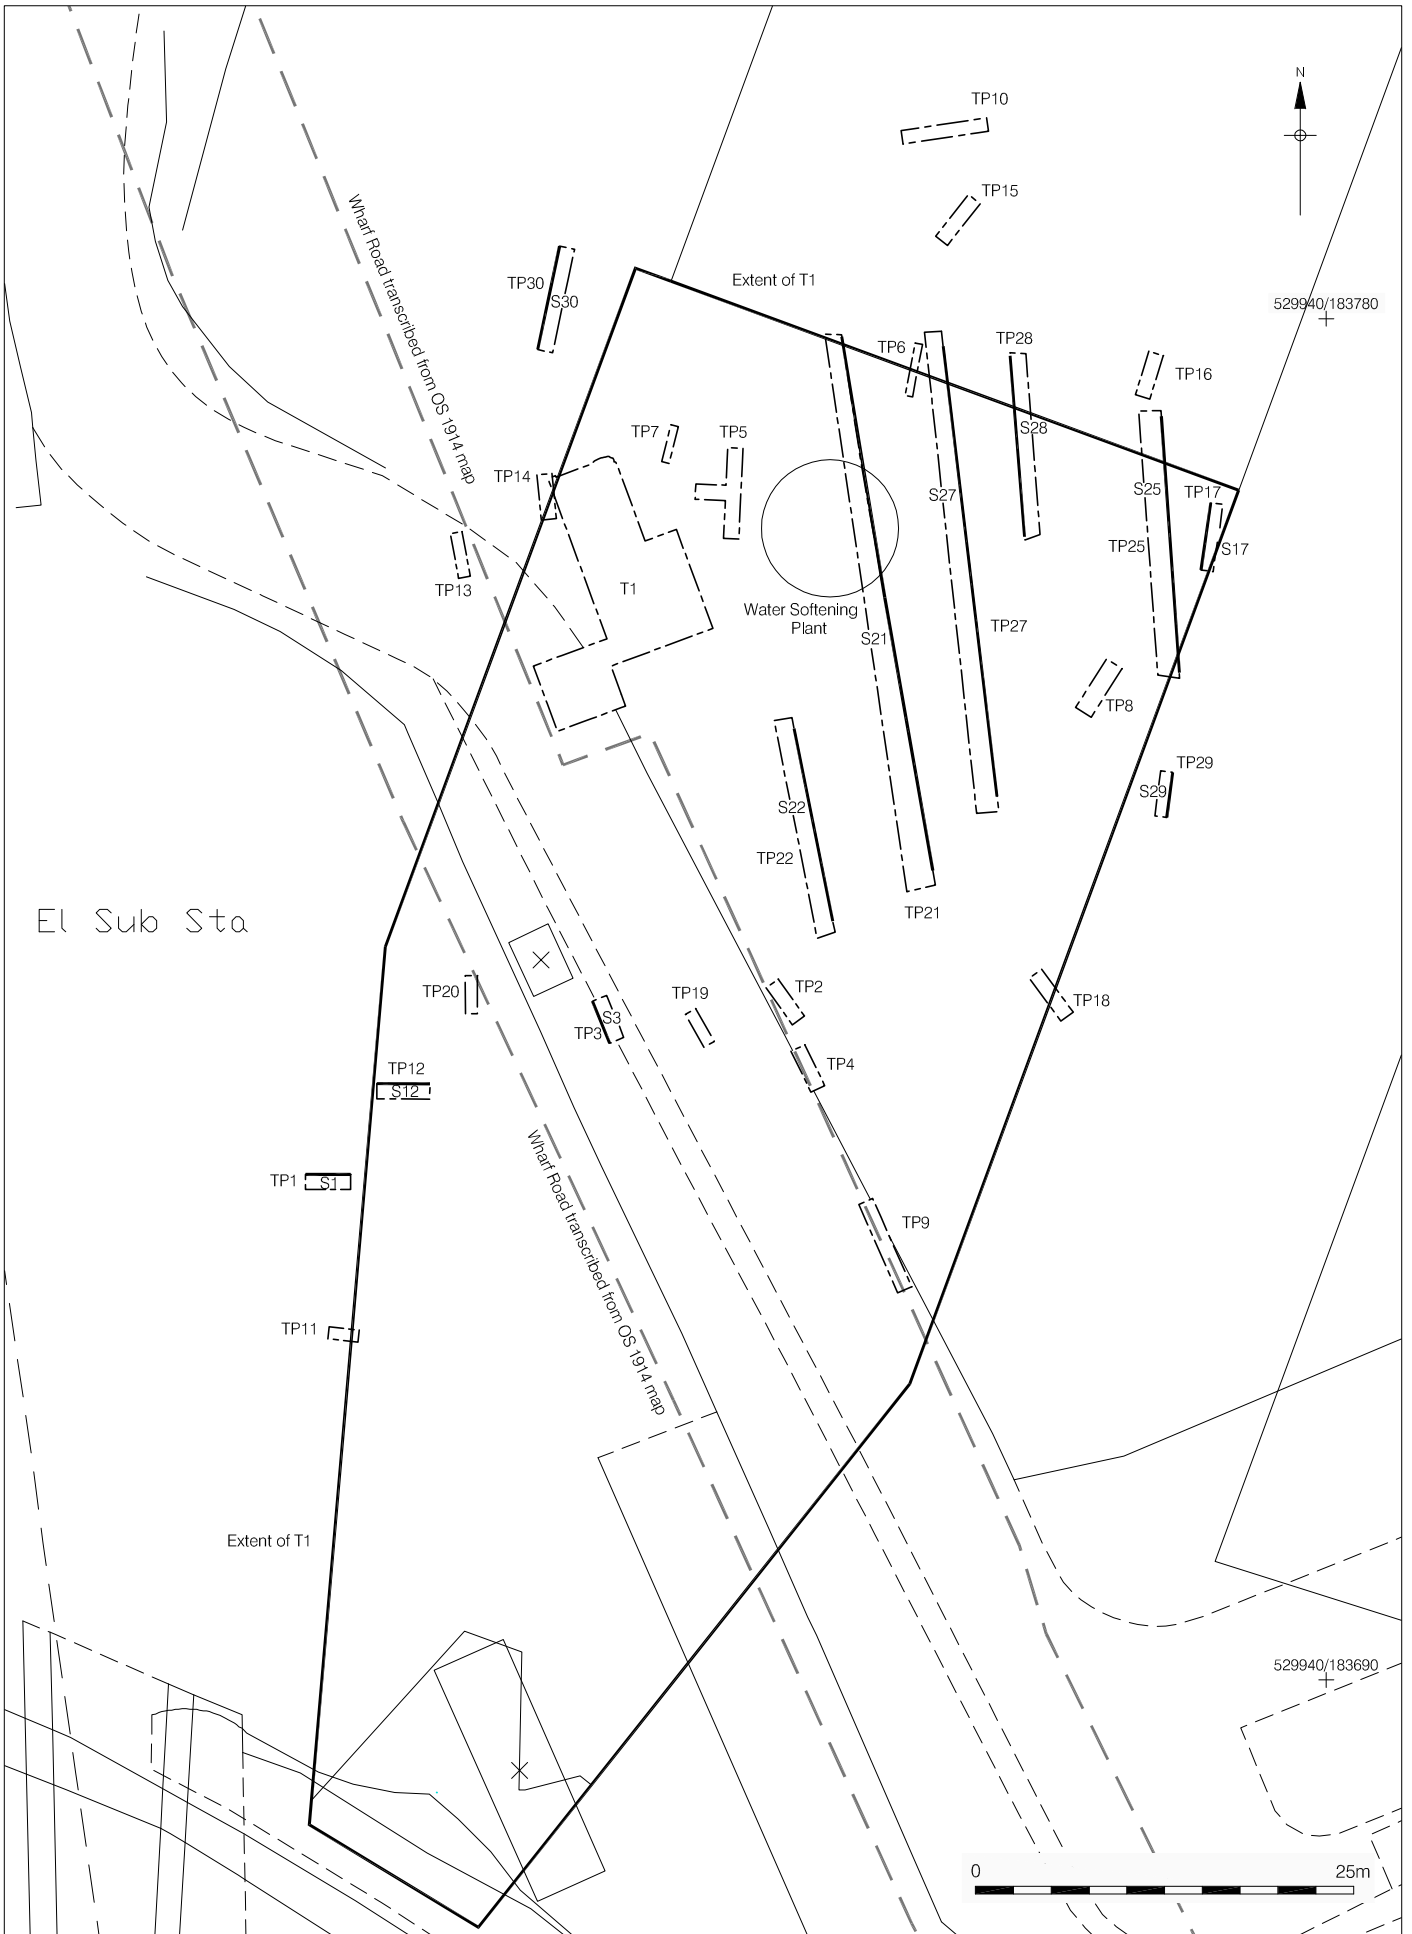 N
TP10
TP15
Wharf Road transcribed from OS 1914 map
TP30
S30
Extent of T1
529940/183780
TP6
TP28
TP16
TP7
TP5
S28
TP14
S27
S25
TP17
TP25
S17
TP13
T1
Water Softening
Plant
S21
TP27
TP8
TP29
S29
S22
TP22
TP21
El Sub Sta
TP20
TP19
TP2
TP18
S3
TP3
TP4
TP12
S12
TP1
S1
Wharf Road transcribed from OS 1914 map
TP9
TP11
Extent of T1
529940/183690
0
25m